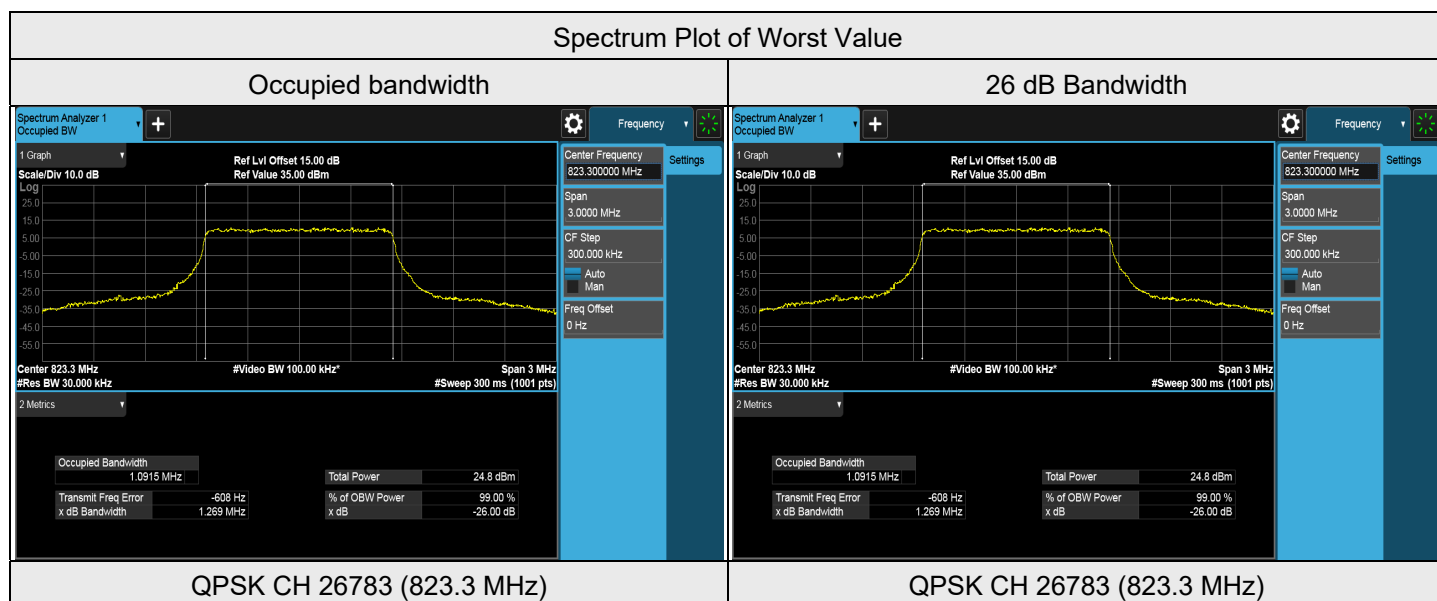 Spectrum Plot of Worst Value
Occupied bandwidth
26 dB Bandwidth
Spectrum Analyzer 1
Occupied BW
+
Frequency
1 Graph
Ref Lvl Offset 15.00 dB
Scale/Div 10.0 dB
Ref Value 35.00 dBm
Log
25.0
15.0
5.00
-5.00
-15.0
-25.0
-35.0
-45.0
-55.0
Center 823.3 MHz
#Video BW 100.00 kHz*
Span 3 MHz
#Res BW 30.000 kHz
#Sweep 300 ms (1001 pts)
Center Frequency
823.300000 MHz
Settings
Span
3.0000 MHz
CF Step
300.000 kHz
Auto
Man
Freq Offset
0 Hz
2 Metrics
Occupied Bandwidth
1.0915 MHz
Total Power 24.8 dBm
Transmit Freq Error -608 Hz
% of OBW Power 99.00 %
x dB Bandwidth 1.269 MHz
x dB -26.00 dB
Spectrum Analyzer 1
Occupied BW
+
Frequency
1 Graph
Ref Lvl Offset 15.00 dB
Scale/Div 10.0 dB
Ref Value 35.00 dBm
Log
25.0
15.0
5.00
-5.00
-15.0
-25.0
-35.0
-45.0
-55.0
Center 823.3 MHz
#Video BW 100.00 kHz*
Span 3 MHz
#Res BW 30.000 kHz
#Sweep 300 ms (1001 pts)
Center Frequency
823.300000 MHz
Settings
Span
3.0000 MHz
CF Step
300.000 kHz
Auto
Man
Freq Offset
0 Hz
2 Metrics
Occupied Bandwidth
1.0915 MHz
Total Power 24.8 dBm
Transmit Freq Error -608 Hz
% of OBW Power 99.00 %
x dB Bandwidth 1.269 MHz
x dB -26.00 dB
QPSK CH 26783 (823.3 MHz)
QPSK CH 26783 (823.3 MHz)